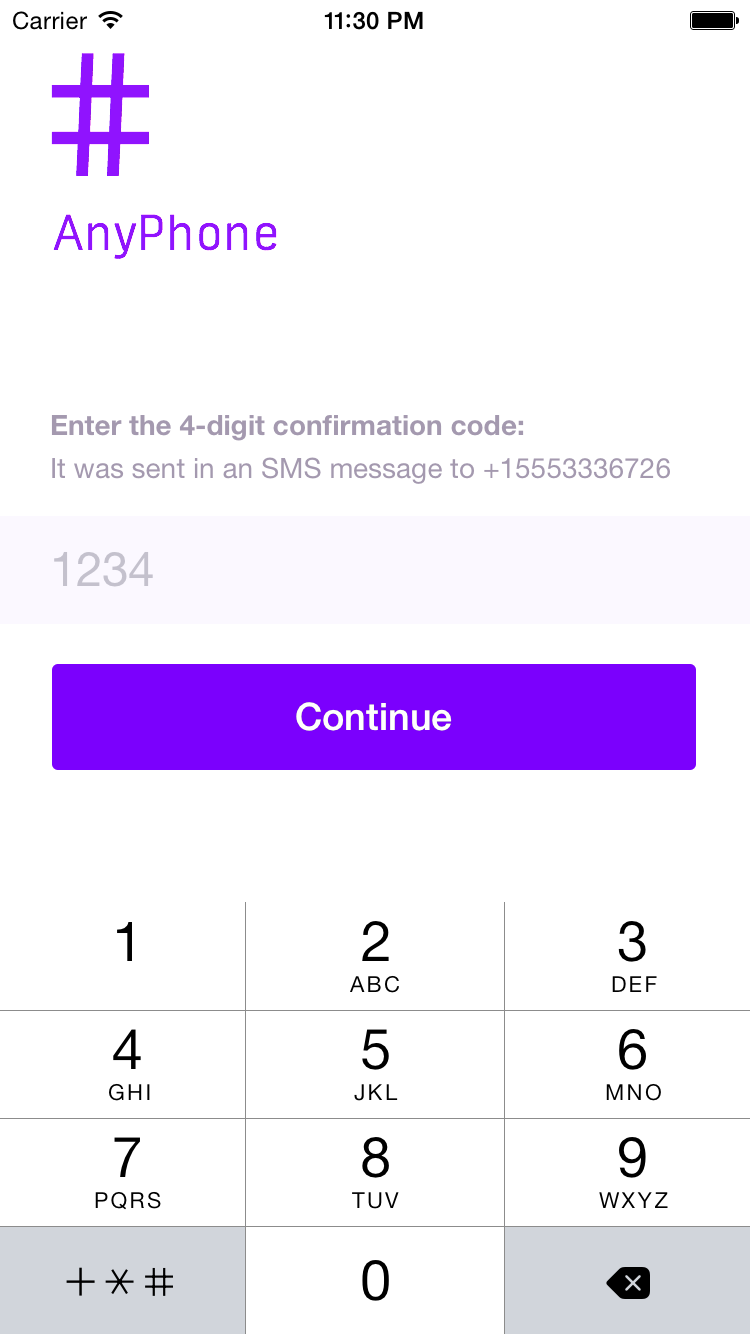 Carrier 11:30 PM
#
AnyPhone
Enter the 4-digit confirmation code:
It was sent in an SMS message to +15553336726
1234
Continue
1 2 3
ABC DEF
4 5 6
GHI JKL MNO
7 8 9
PQRS TUV WXYZ
+*# 0